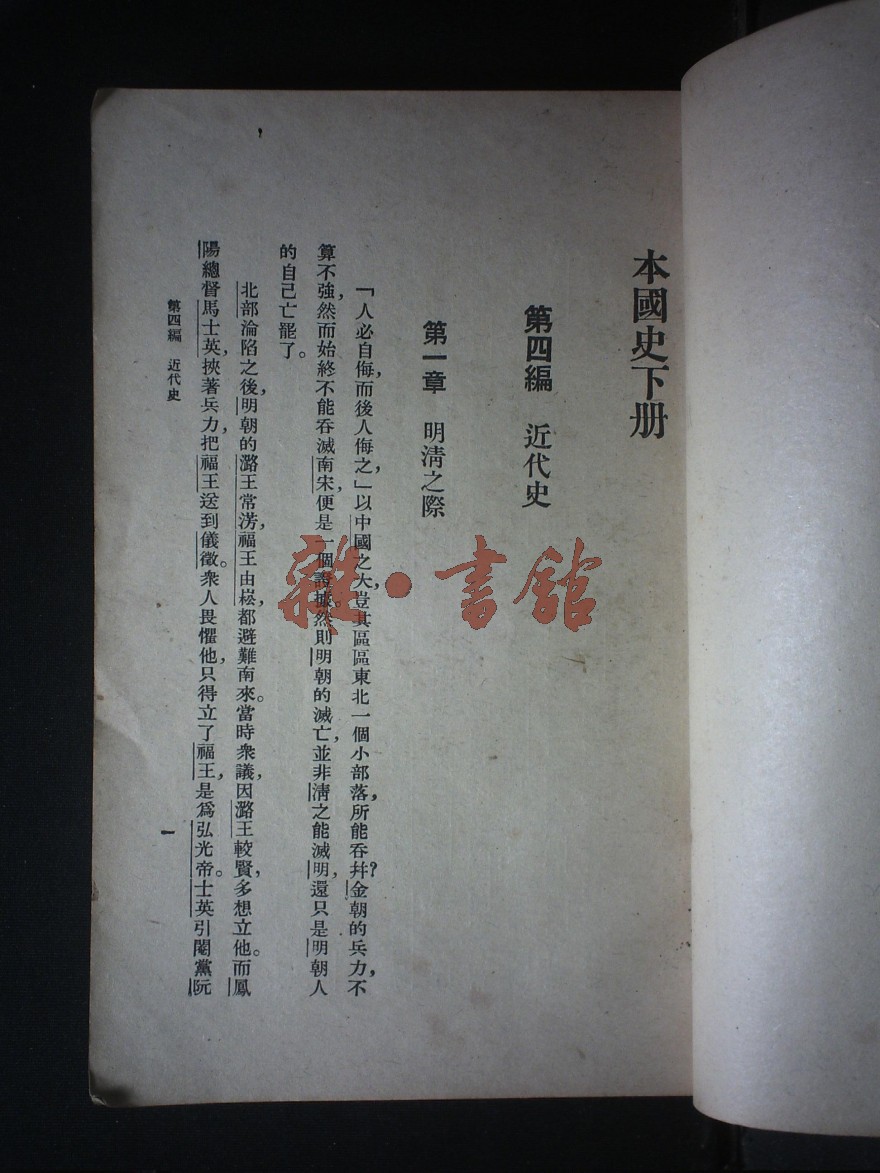 本國史下册
第四編　近代史
第一章　明淸之際
「人必自侮，而後人侮之，」以中國之大，豈其區區東北一個小部落，所能吞幷？金朝的兵力，不
算不強，然而始終不能吞滅南宋，便是一個證據。然則明朝的滅亡，並非淸之能滅明，還只是明朝人
的自己亡罷了。
北部淪陷之後，明朝的潞王常淓，福王由崧，都避難南來。當時衆議，因潞王較賢，多想立他。而鳳
陽總督馬士英，挾著兵力，把福王送到儀徵。衆人畏懼他，只得立了福王，是爲弘光帝。士英引閹黨阮
第四編　近代史
一
雜·書館